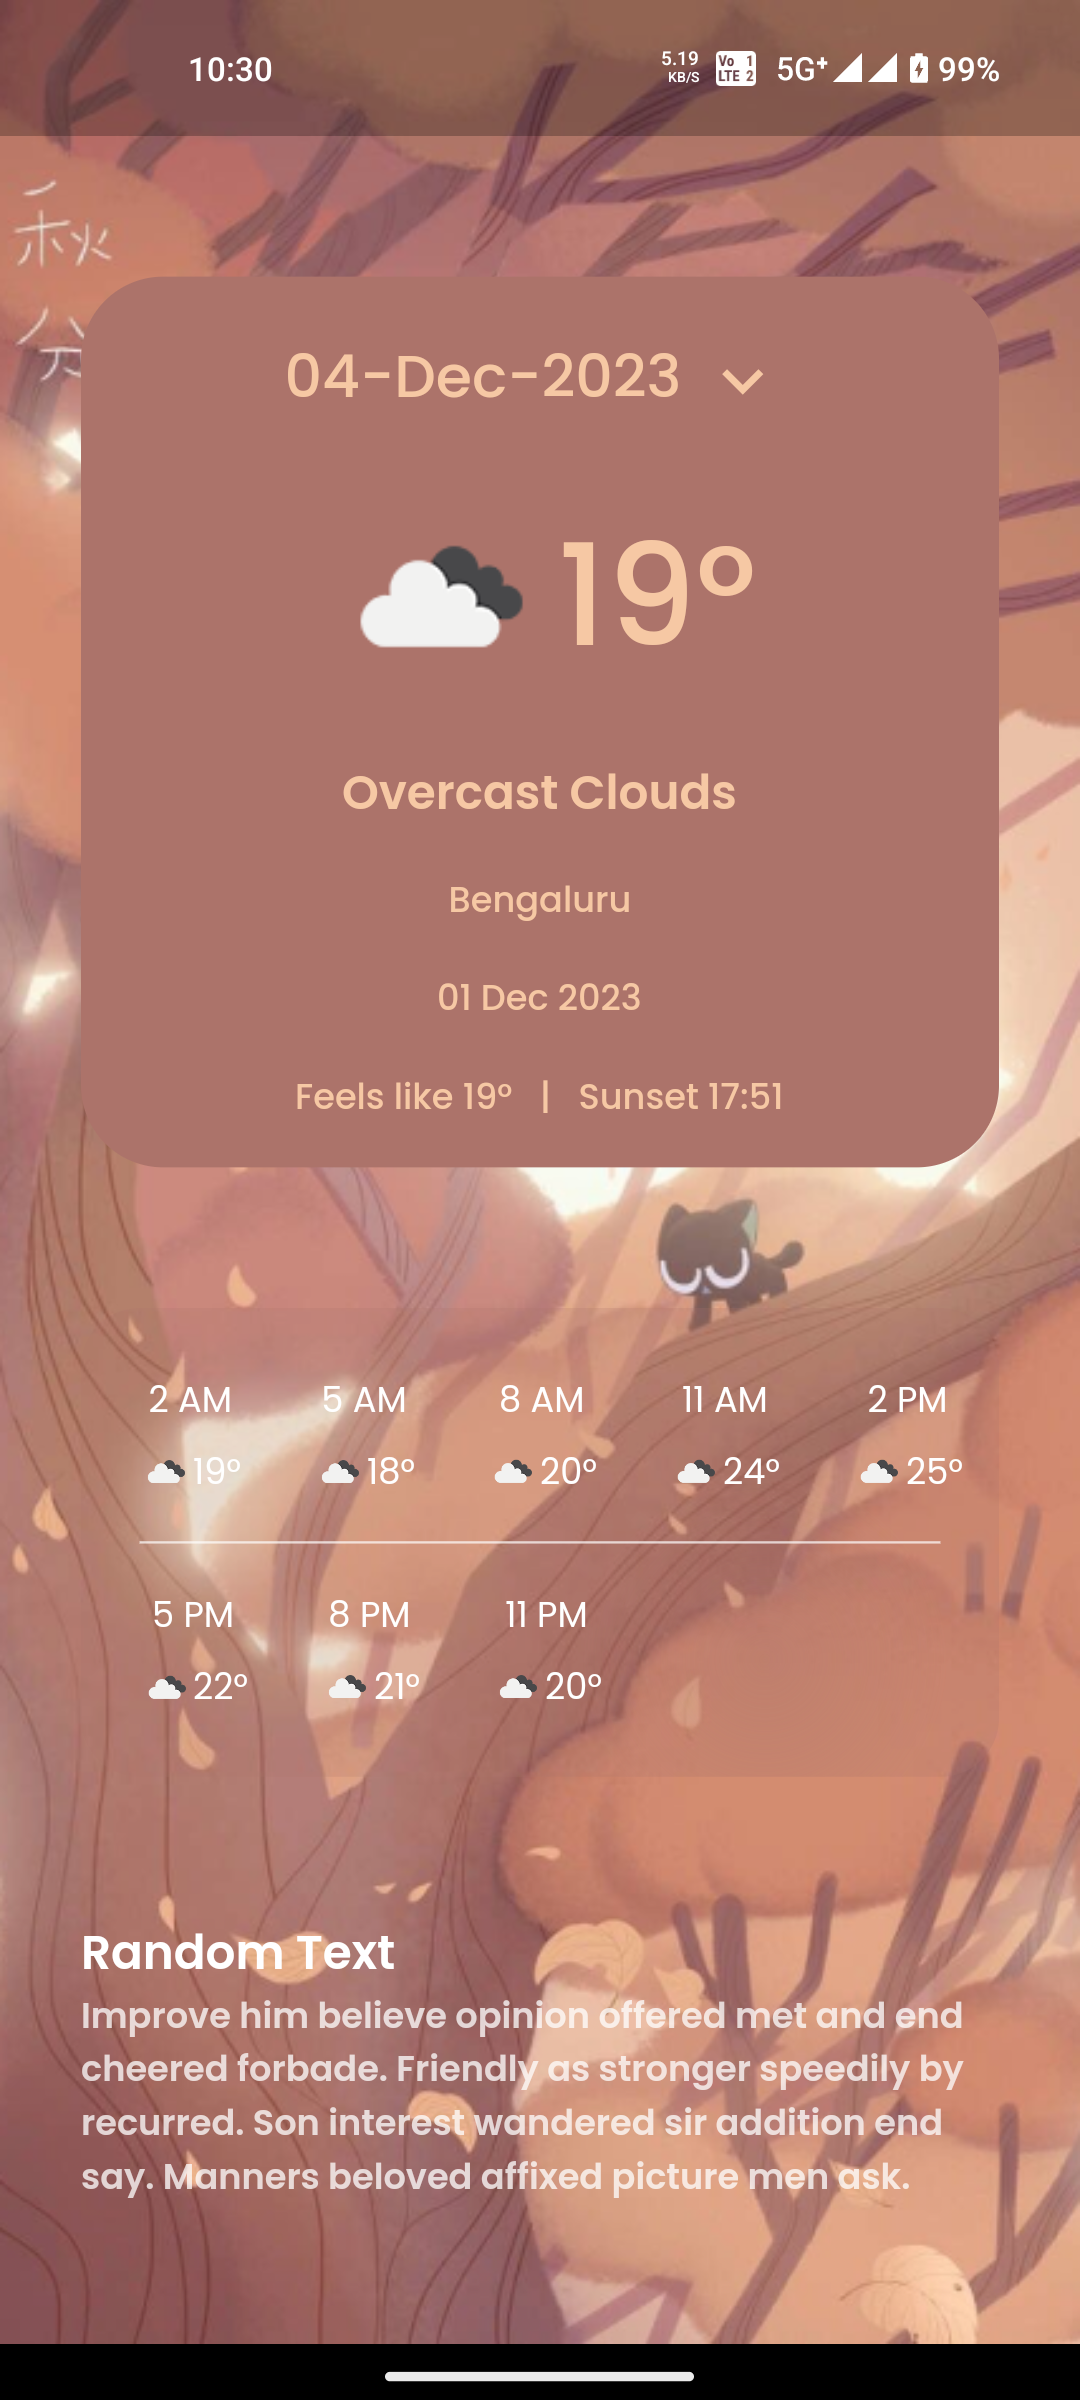 10:30 5.19 KB/S Vo LTE 1 2 5G+ 99%
秋
分
04-Dec-2023
19°
Overcast Clouds
Bengaluru
01 Dec 2023
Feels like 19° | Sunset 17:51
2 AM 5 AM 8 AM 11 AM 2 PM
19° 18° 20° 24° 25°
5 PM 8 PM 11 PM
22° 21° 20°
Random Text
Improve him believe opinion offered met and end
cheered forbade. Friendly as stronger speedily by
recurred. Son interest wandered sir addition end
say. Manners beloved affixed picture men ask.